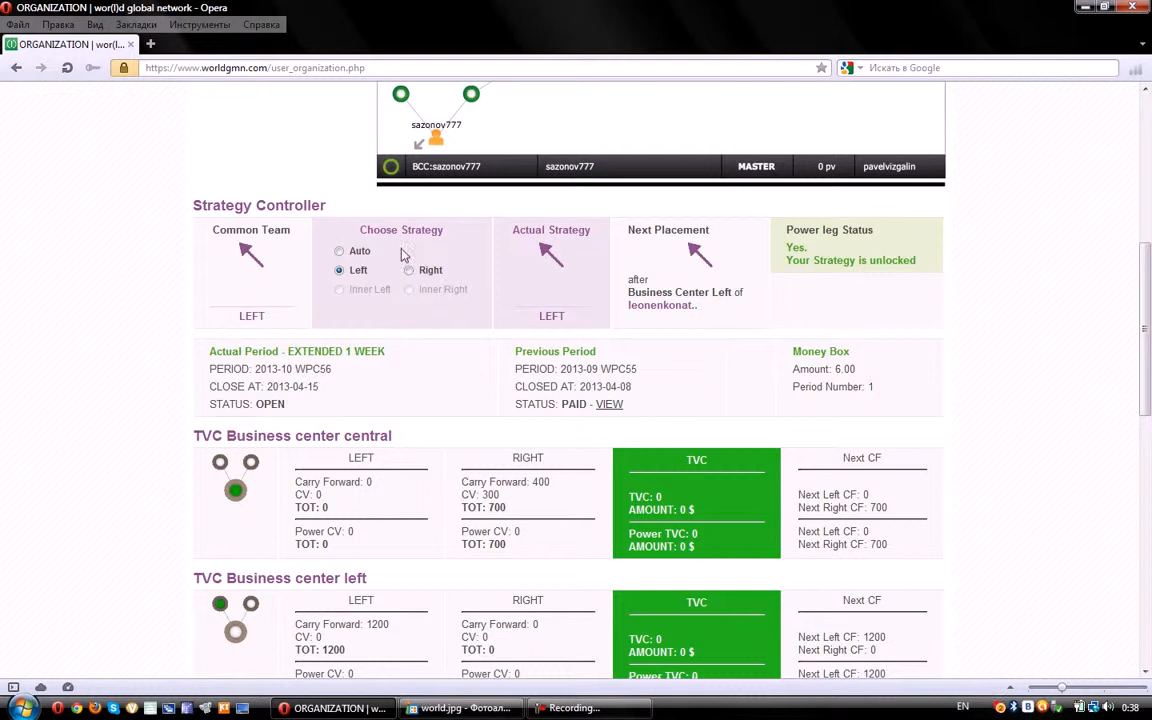 ORGANIZATION | wor(l)d global network - Opera
Файл Правка Вид Закладки Инструменты Справка
ORGANIZATION | wor(l...
https://www.worldgmn.com/user_organization.php
Искать в Google
sazonov777
BCC:sazonov777 sazonov777 MASTER 0 pv pavelvizgalin
Strategy Controller
Common Team
LEFT
Choose Strategy
Auto
Left Right
Inner Left Inner Right
Actual Strategy
LEFT
Next Placement
after
Business Center Left of
leonenkonat..
Power leg Status
Yes.
Your Strategy is unlocked
Actual Period - EXTENDED 1 WEEK
PERIOD: 2013-10 WPC56
CLOSE AT: 2013-04-15
STATUS: OPEN
Previous Period
PERIOD: 2013-09 WPC55
CLOSED AT: 2013-04-08
STATUS: PAID - VIEW
Money Box
Amount: 6.00
Period Number: 1
TVC Business center central
LEFT
Carry Forward: 0
CV: 0
TOT: 0
Power CV: 0
TOT: 0
RIGHT
Carry Forward: 400
CV: 300
TOT: 700
Power CV: 0
TOT: 700
TVC
TVC: 0
AMOUNT: 0 $
Power TVC: 0
AMOUNT: 0 $
Next CF
Next Left CF: 0
Next Right CF: 700
Next Left CF: 0
Next Right CF: 700
TVC Business center left
LEFT
Carry Forward: 1200
CV: 0
TOT: 1200
Power CV: 0
RIGHT
Carry Forward: 0
CV: 0
TOT: 0
Power CV: 0
TVC
TVC: 0
AMOUNT: 0 $
Power TVC: 0
Next CF
Next Left CF: 1200
Next Right CF: 0
Next Left CF: 1200
ORGANIZATION | w... world.jpg - Фотоал... Recording... EN 0:38